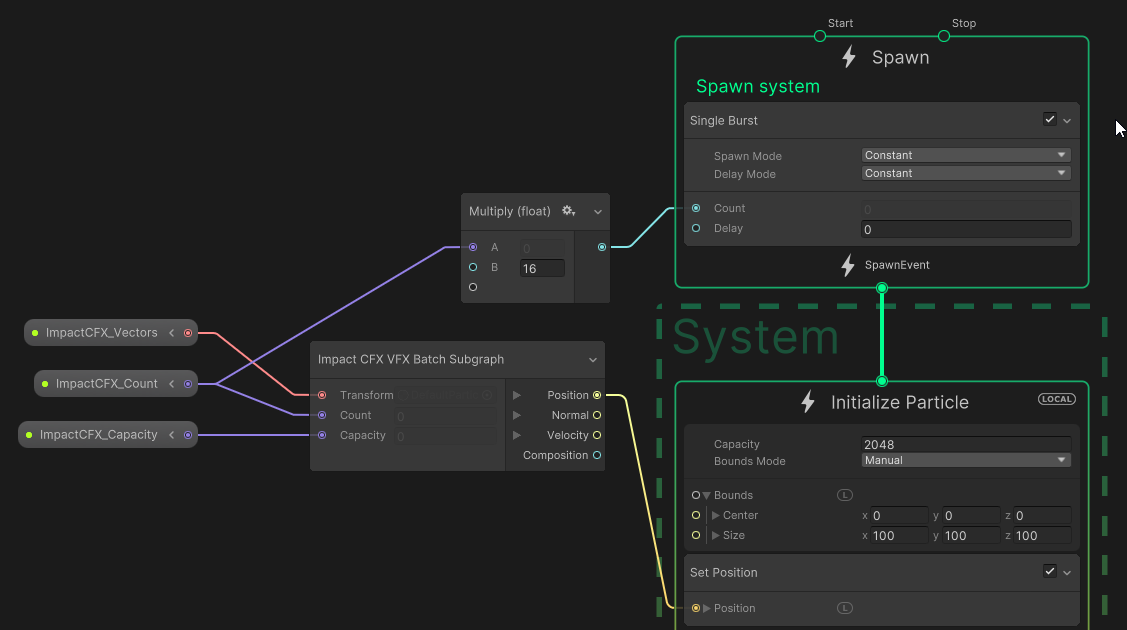 Start
Stop
Spawn
Spawn system
Single Burst
Spawn Mode Constant
Delay Mode Constant
Count 0
Delay 0
SpawnEvent
Multiply (float)
A 0
B 16
ImpactCFX_Vectors
ImpactCFX_Count
ImpactCFX_Capacity
Impact CFX VFX Batch Subgraph
Transform
Count 0
Capacity 0
Position
Normal
Velocity
Composition
System
Initialize Particle
LOCAL
Capacity 2048
Bounds Mode Manual
Bounds L
Center x 0 y 0 z 0
Size x 100 y 100 z 100
Set Position
Position L